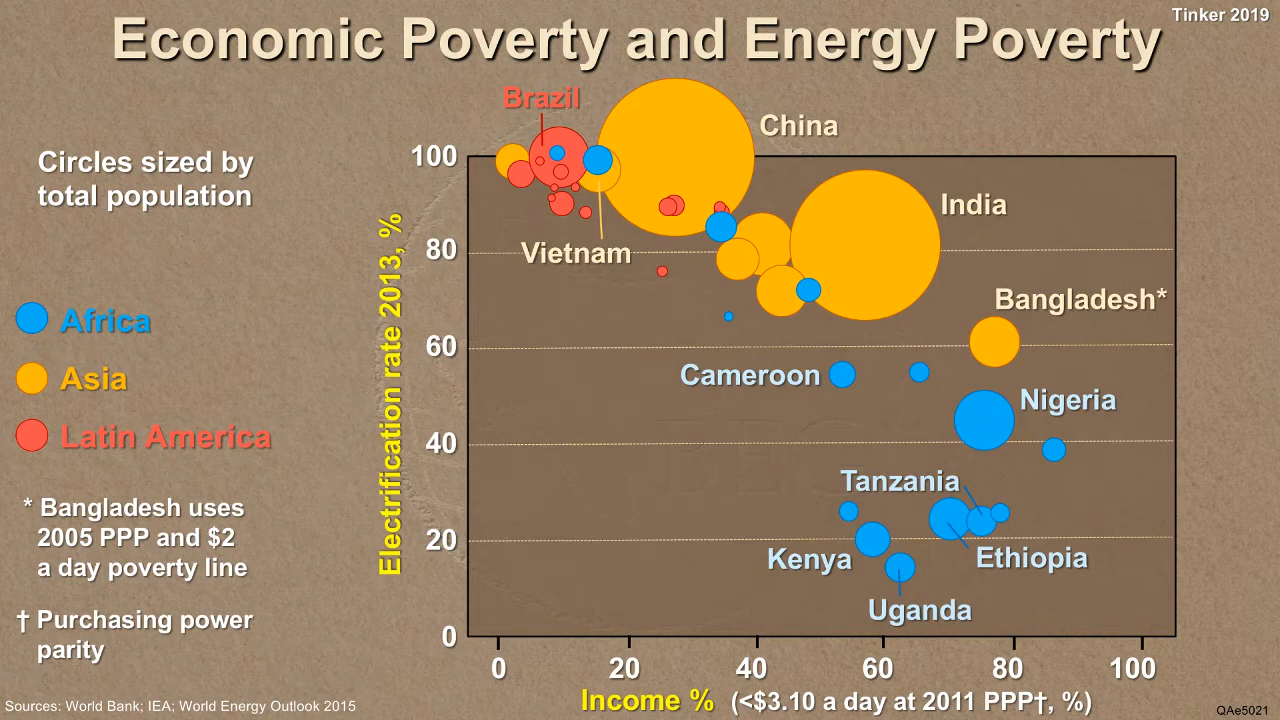 Tinker 2019
Economic Poverty and Energy Poverty
Circles sized by
total population
Africa
Asia
Latin America
* Bangladesh uses
2005 PPP and $2
a day poverty line
† Purchasing power
parity
Sources: World Bank; IEA; World Energy Outlook 2015
Electrification rate 2013, %
100
80
60
40
20
0
Brazil
China
India
Vietnam
Bangladesh*
Cameroon
Nigeria
Tanzania
Kenya
Ethiopia
Uganda
0 20 40 60 80 100
Income % (<$3.10 a day at 2011 PPP†, %)
QAe5021